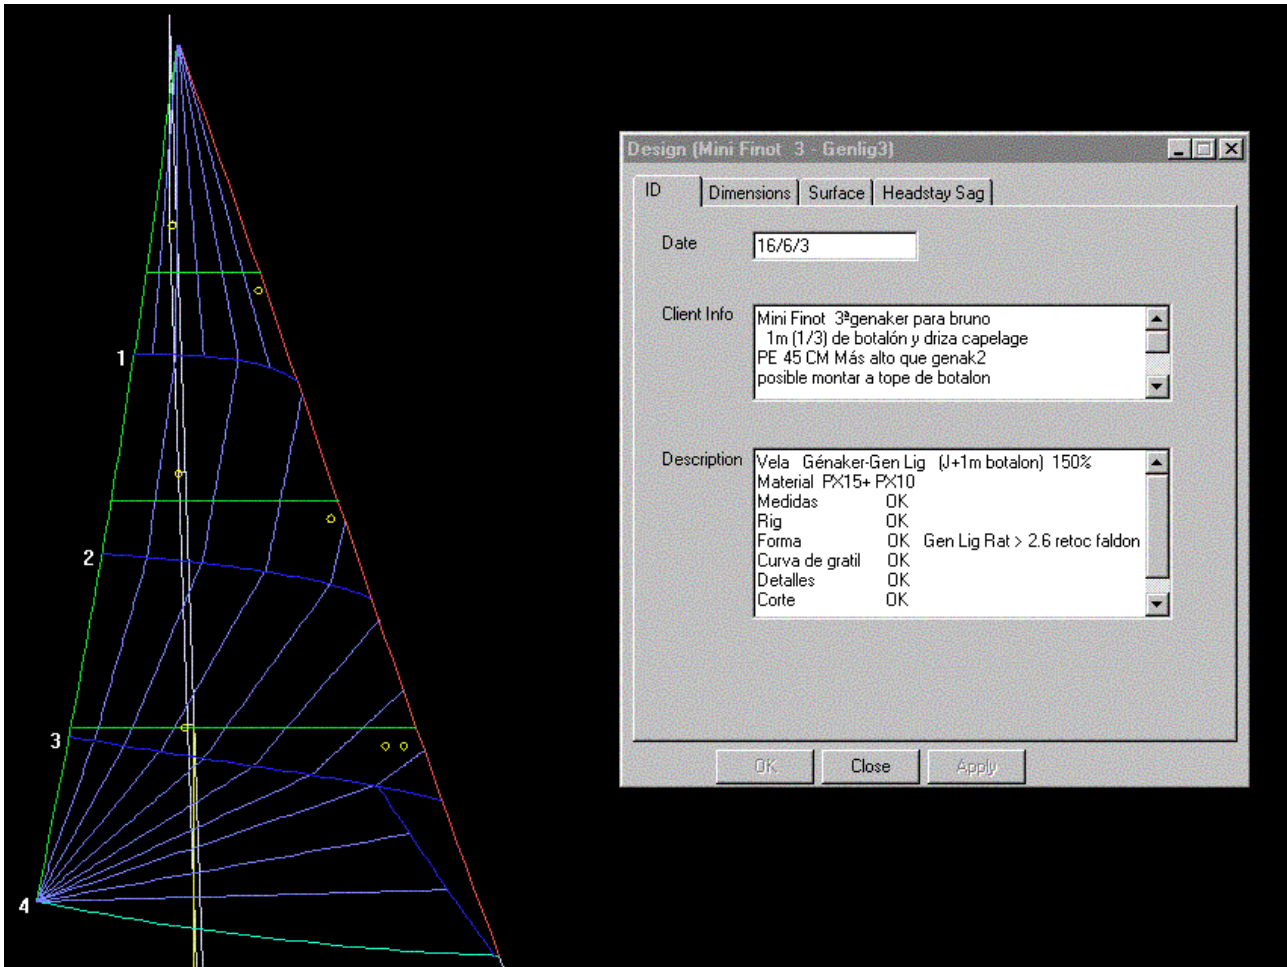 Design (Mini Finot 3 - Genlig3)
ID Dimensions Surface Headstay Sag
Date 16/6/3
Client Info
Mini Finot 3ªgenaker para bruno
1m (1/3) de botalón y driza capelage
PE 45 CM Más alto que genak2
posible montar a tope de botalon
Description
Vela Génaker-Gen Lig (J+1m botalon) 150%
Material PX15+ PX10
Medidas OK
Rig OK
Forma OK Gen Lig Rat > 2.6 retoc faldon
Curva de gratil OK
Detalles OK
Corte OK
OK Close Apply
1
2
3
4